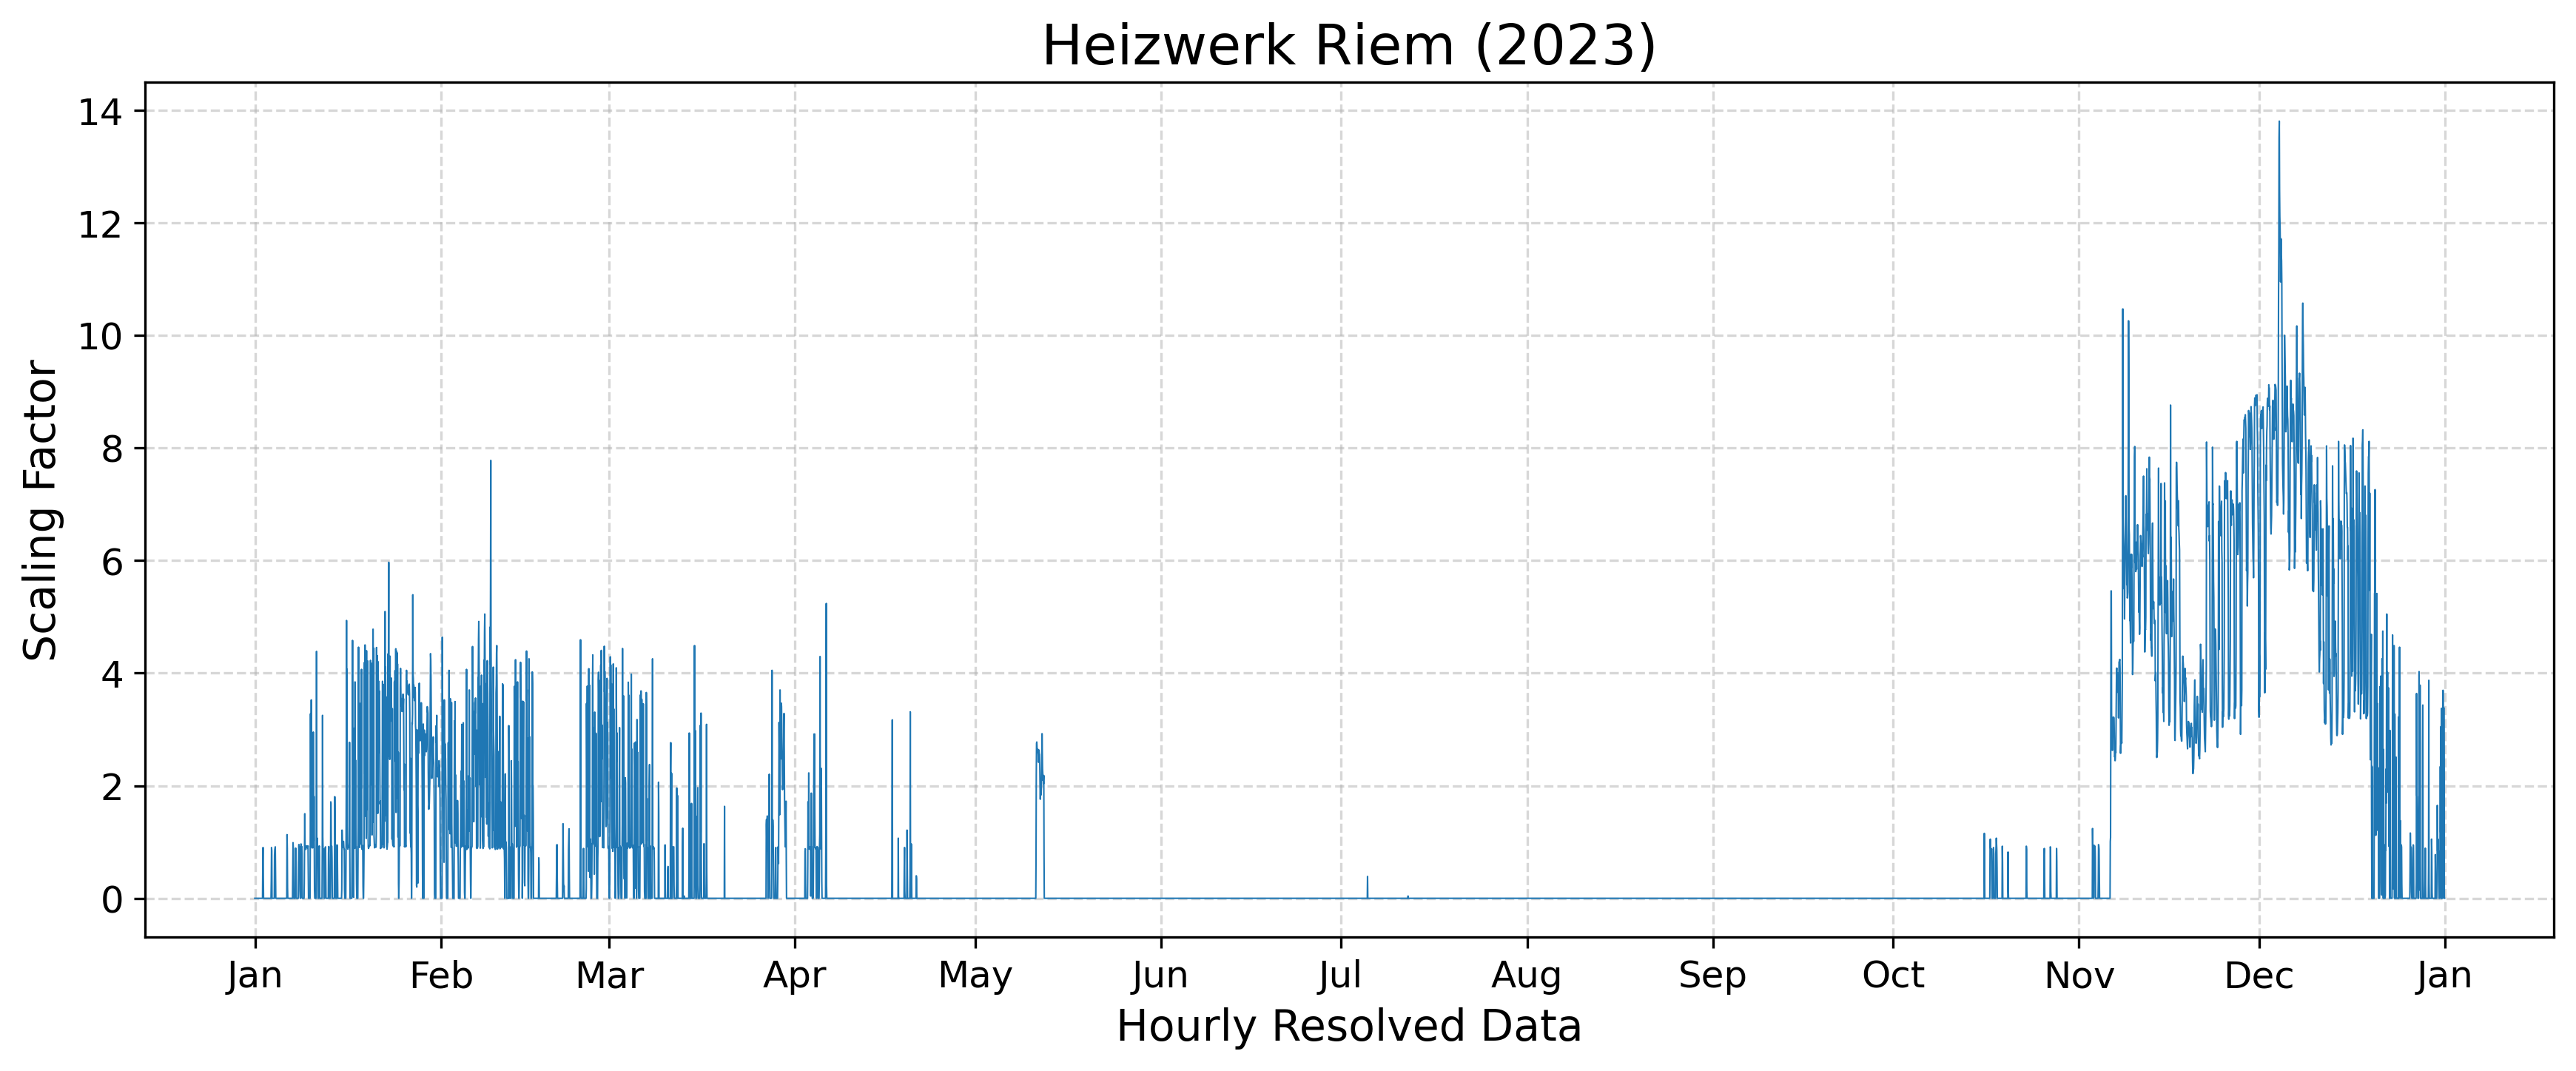 Heizwerk Riem (2023)
Scaling Factor
14
12
10
8
6
4
2
0
Jan Feb Mar Apr May Jun Jul Aug Sep Oct Nov Dec Jan
Hourly Resolved Data